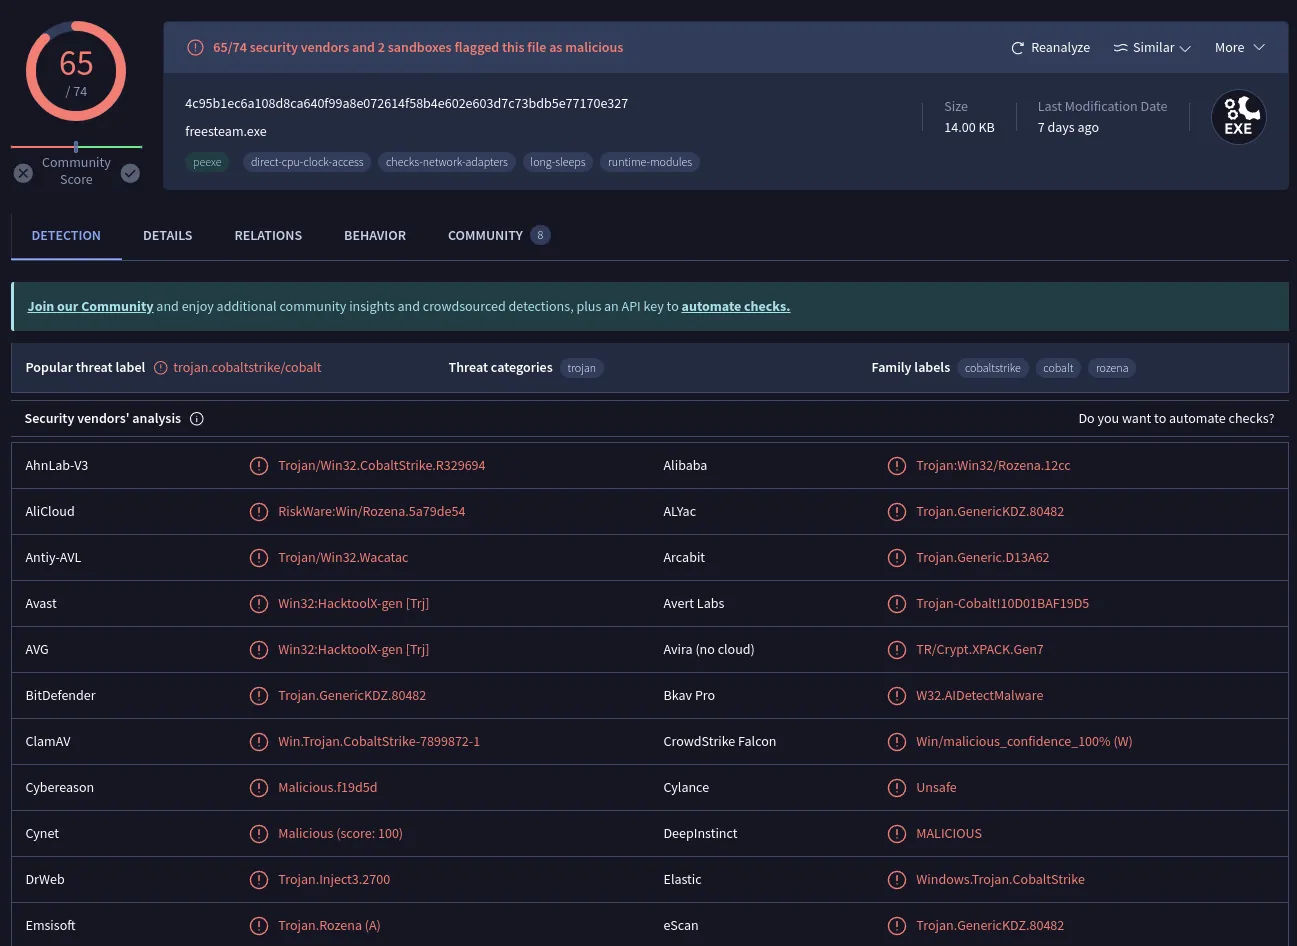 65
/ 74
Community
Score
65/74 security vendors and 2 sandboxes flagged this file as malicious
Reanalyze
Similar
More
4c95b1ec6a108d8ca640f99a8e072614f58b4e602e603d7c73bdb5e77170e327
freesteam.exe
peexe
direct-cpu-clock-access
checks-network-adapters
long-sleeps
runtime-modules
Size
14.00 KB
Last Modification Date
7 days ago
EXE
DETECTION
DETAILS
RELATIONS
BEHAVIOR
COMMUNITY 8
Join our Community and enjoy additional community insights and crowdsourced detections, plus an API key to automate checks.
Popular threat label trojan.cobaltstrike/cobalt
Threat categories trojan
Family labels cobaltstrike cobalt rozena
Security vendors' analysis
Do you want to automate checks?
AhnLab-V3 Trojan/Win32.CobaltStrike.R329694
Alibaba Trojan:Win32/Rozena.12cc
AliCloud RiskWare:Win/Rozena.5a79de54
ALYac Trojan.GenericKDZ.80482
Antiy-AVL Trojan/Win32.Wacatac
Arcabit Trojan.Generic.D13A62
Avast Win32:HacktoolX-gen [Trj]
Avert Labs Trojan-Cobalt!10D01BAF19D5
AVG Win32:HacktoolX-gen [Trj]
Avira (no cloud) TR/Crypt.XPACK.Gen7
BitDefender Trojan.GenericKDZ.80482
Bkav Pro W32.AIDetectMalware
ClamAV Win.Trojan.CobaltStrike-7899872-1
CrowdStrike Falcon Win/malicious_confidence_100% (W)
Cybereason Malicious.f19d5d
Cylance Unsafe
Cynet Malicious (score: 100)
DeepInstinct MALICIOUS
DrWeb Trojan.Inject3.2700
Elastic Windows.Trojan.CobaltStrike
Emsisoft Trojan.Rozena (A)
eScan Trojan.GenericKDZ.80482